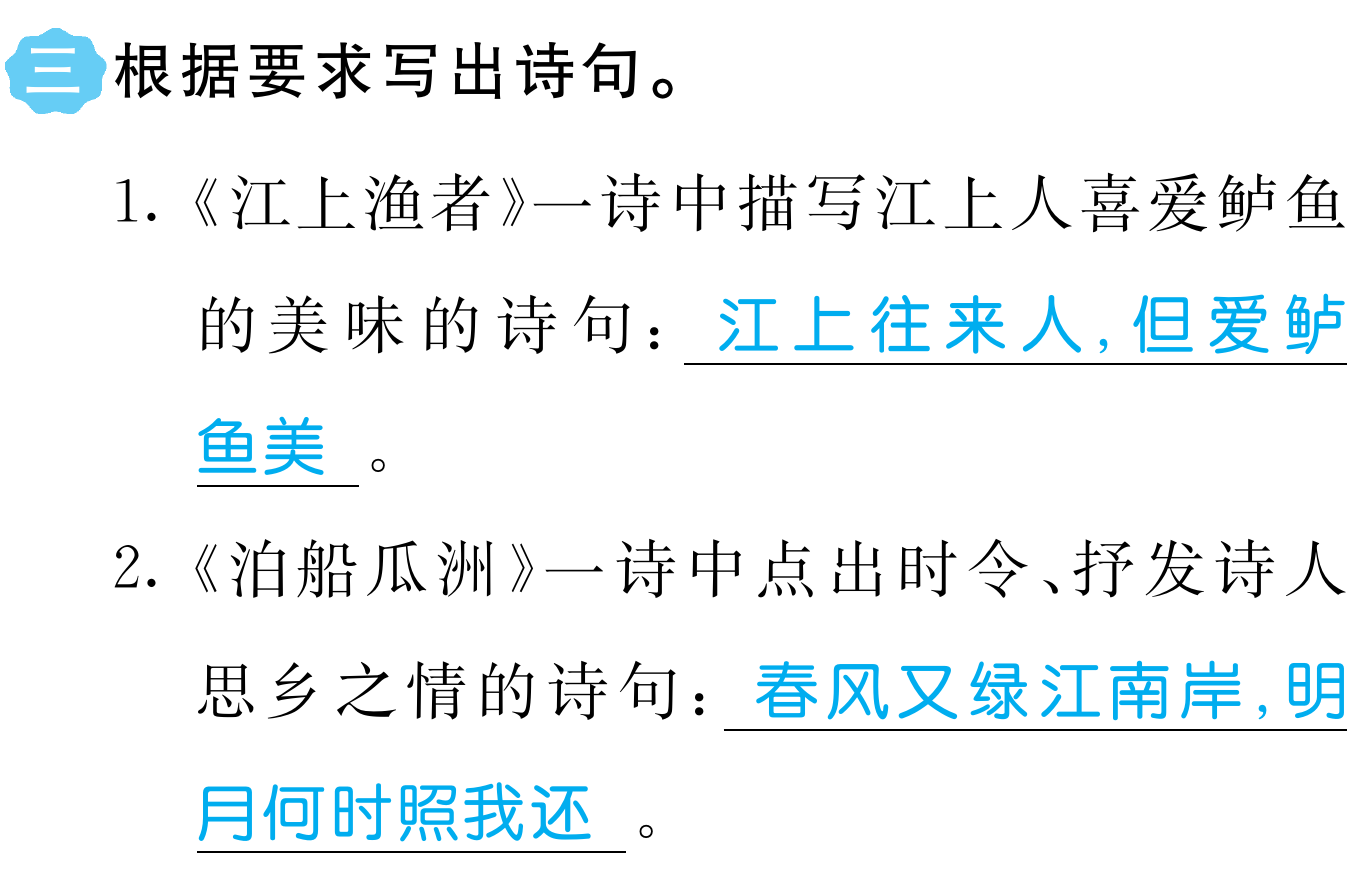 三 根据要求写出诗句。
1.《江上渔者》一诗中描写江上人喜爱鲈鱼
的美味的诗句：江上往来人,但爱鲈
鱼美。
2.《泊船瓜洲》一诗中点出时令、抒发诗人
思乡之情的诗句：春风又绿江南岸,明
月何时照我还。